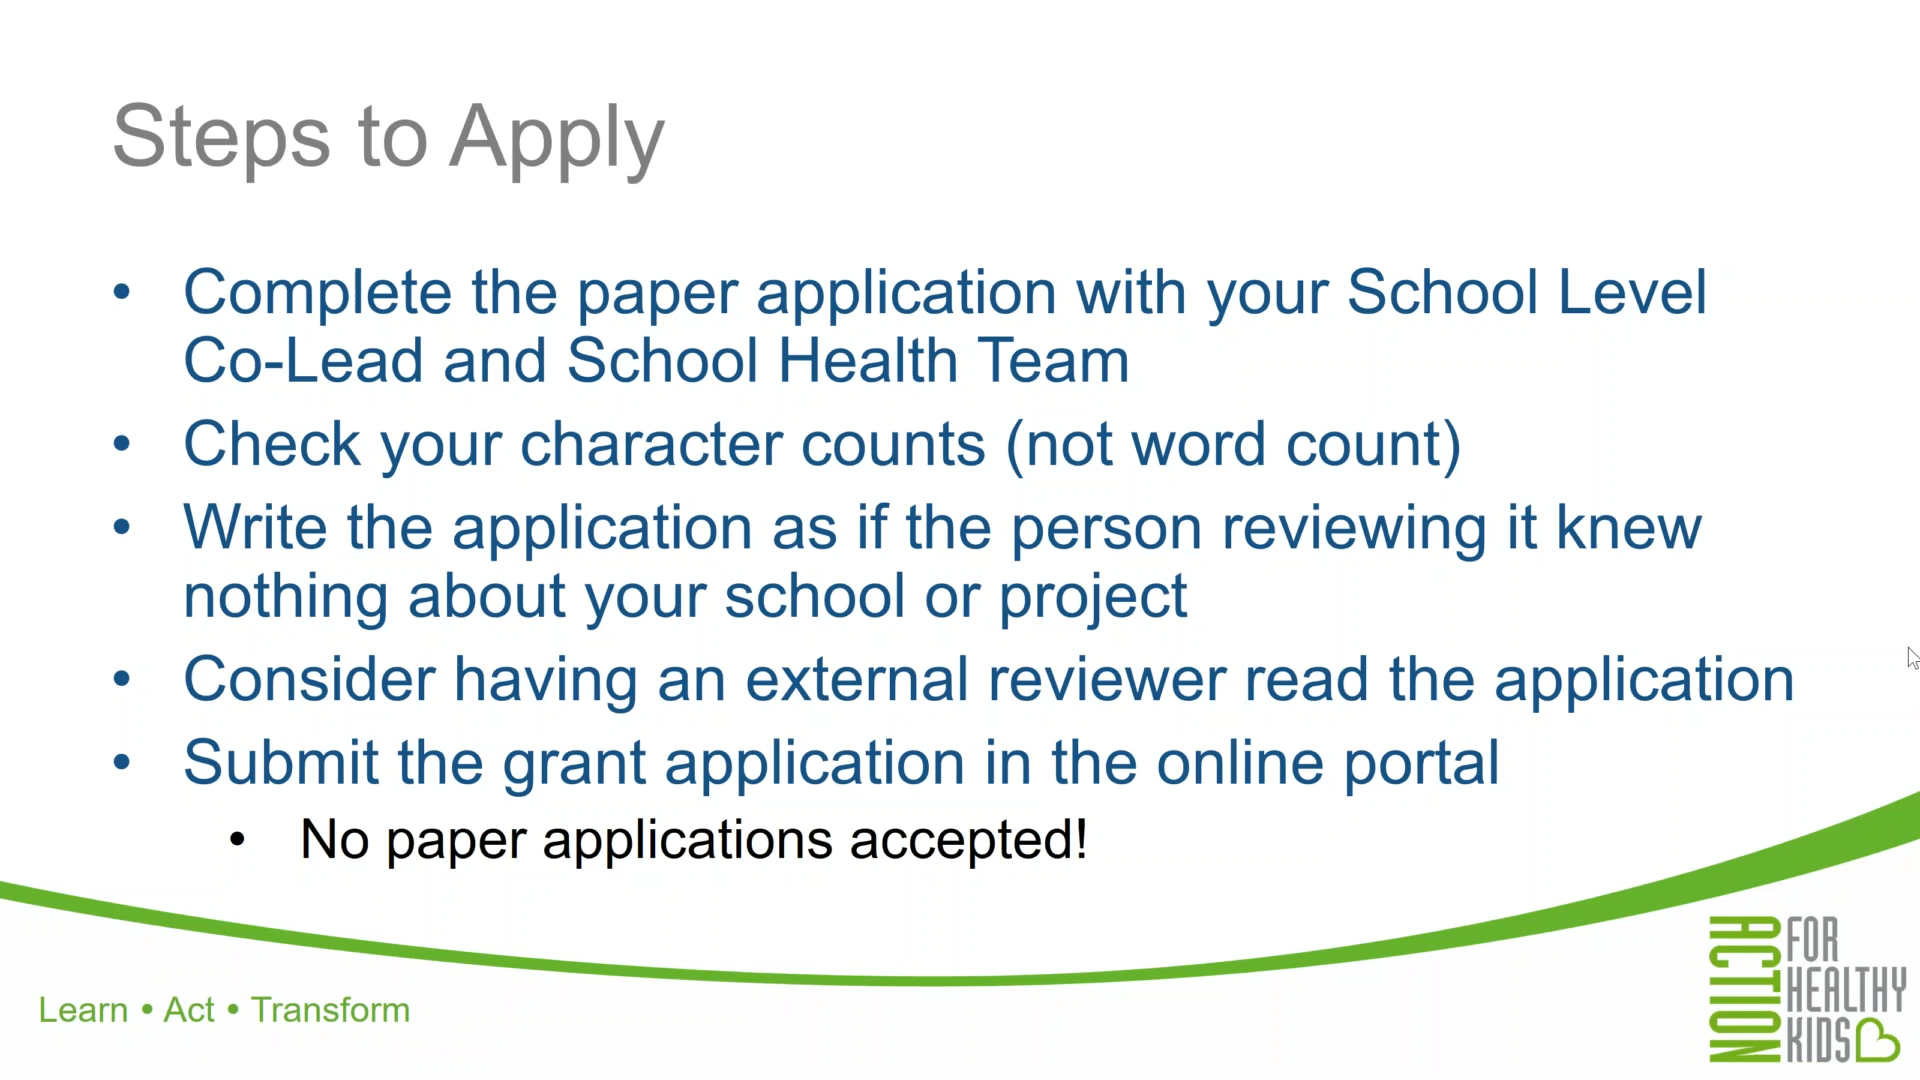 Steps to Apply
• Complete the paper application with your School Level
Co-Lead and School Health Team
• Check your character counts (not word count)
• Write the application as if the person reviewing it knew
nothing about your school or project
• Consider having an external reviewer read the application
• Submit the grant application in the online portal
• No paper applications accepted!
Learn • Act • Transform
ACTION
FOR
HEALTHY
KIDS